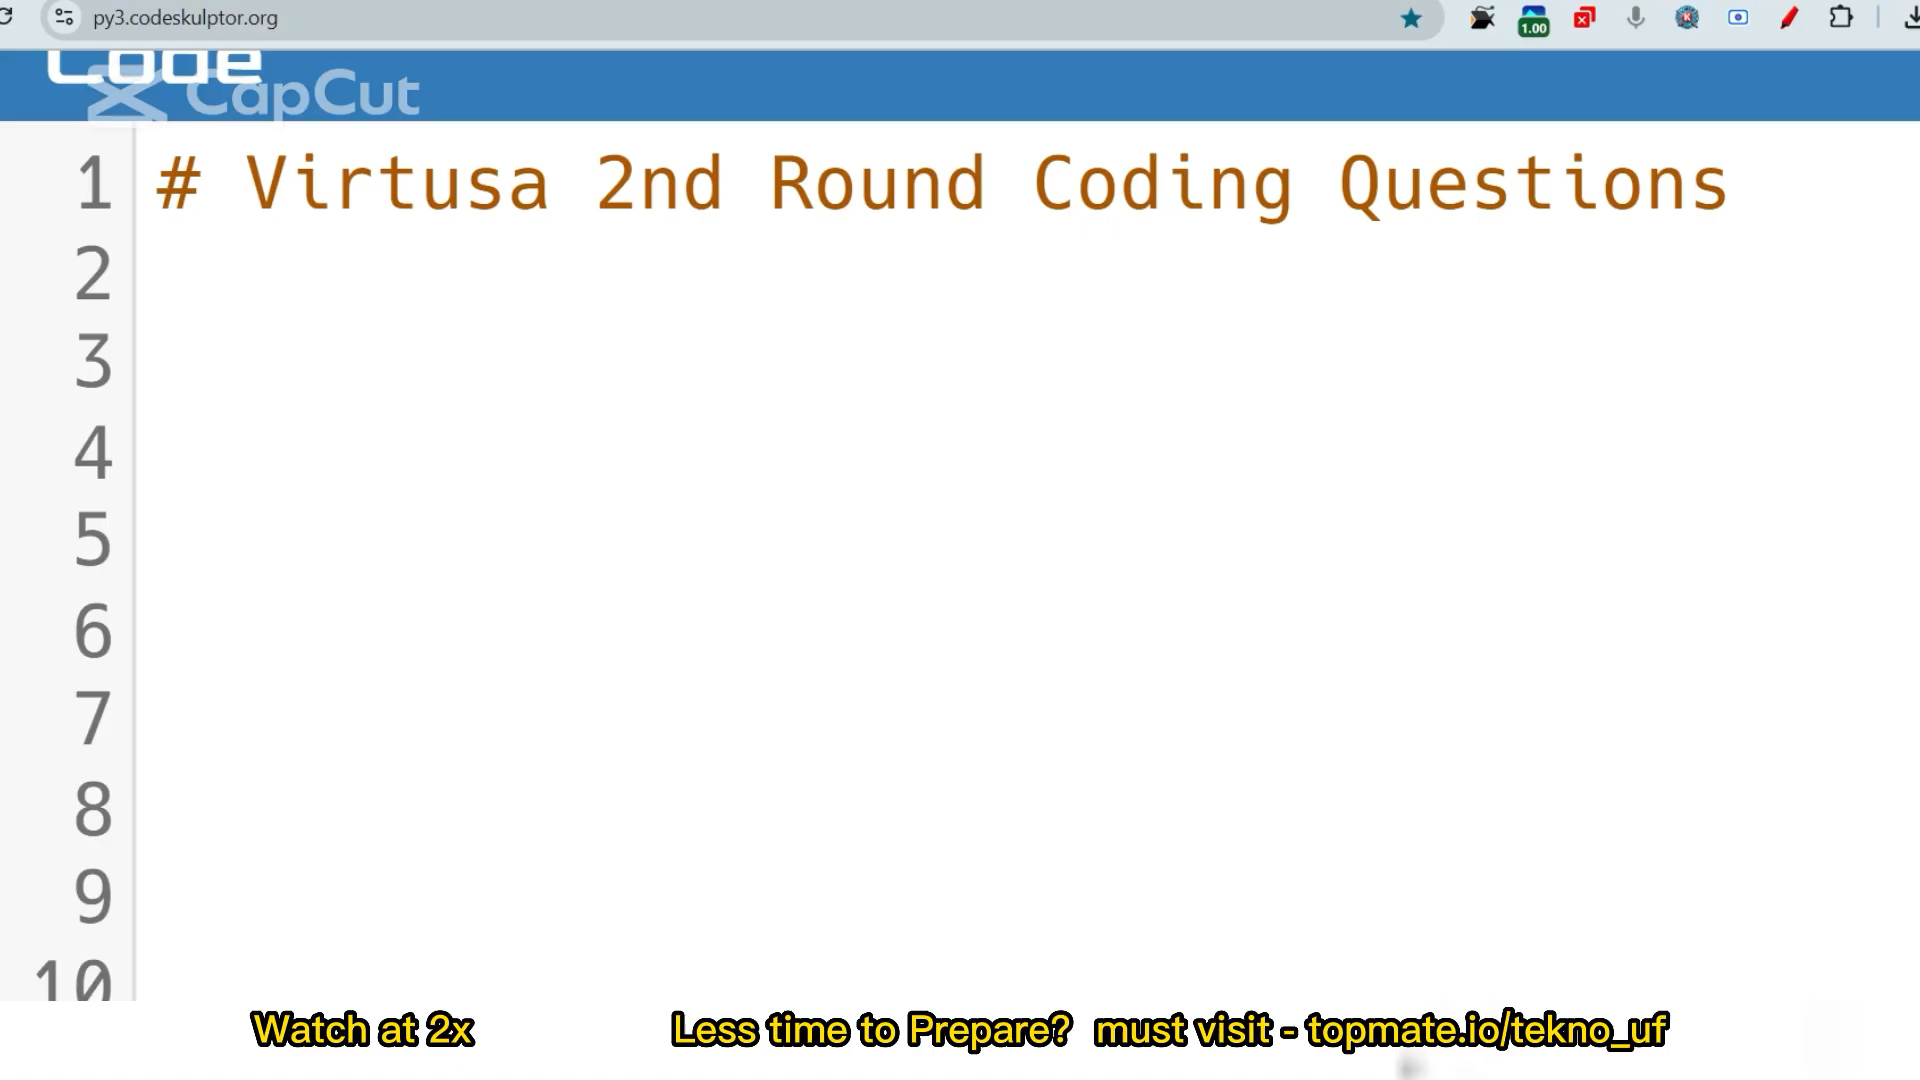 py3.codeskulptor.org
1.00
Code
CapCut
1 # Virtusa 2nd Round Coding Questions
2
3
4
5
6
7
8
9
10
Watch at 2x Less time to Prepare? must visit - topmate.io/tekno_uf